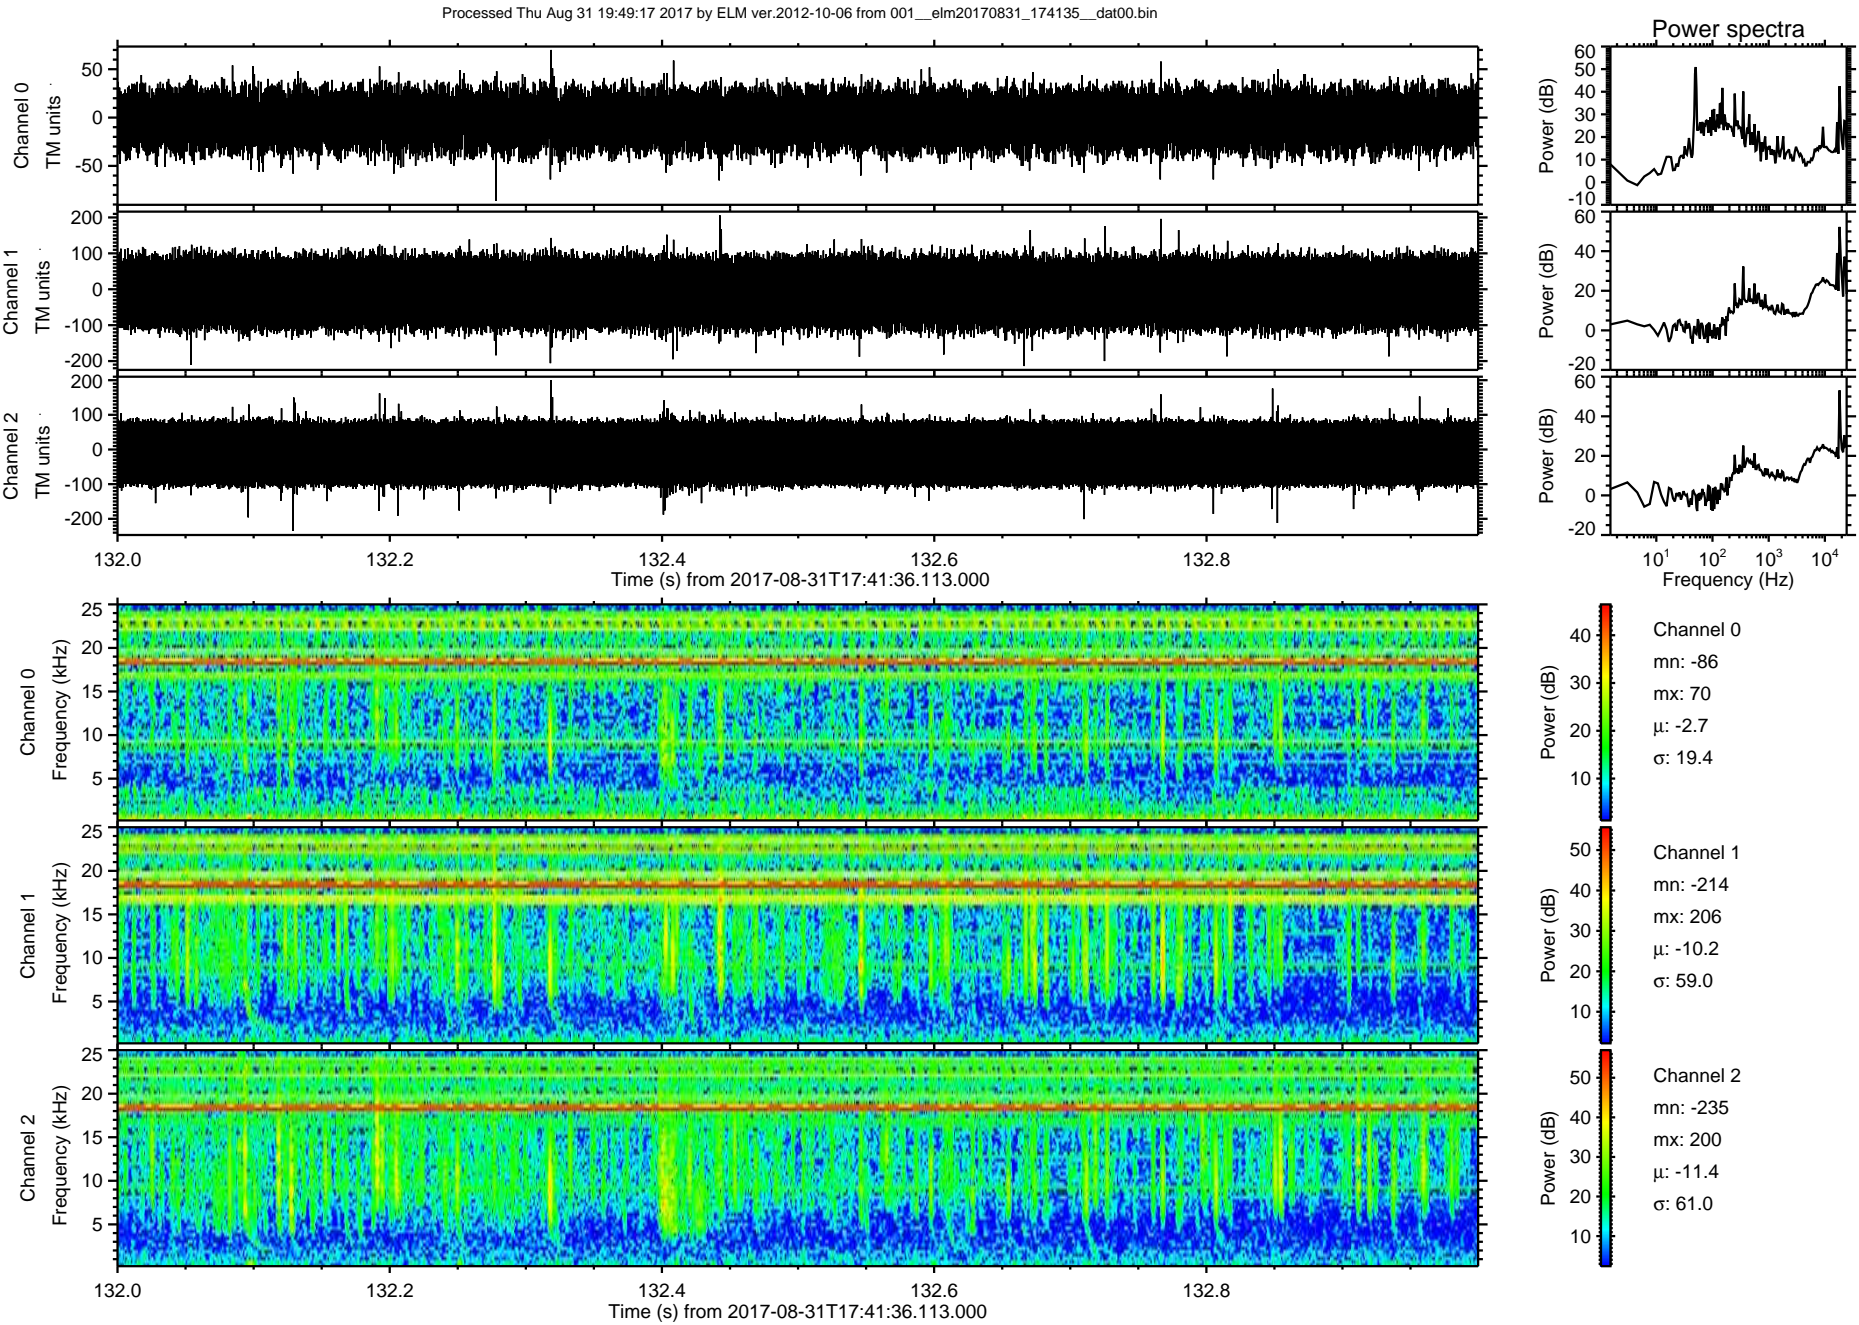 Processed Thu Aug 31 19:49:17 2017 by ELM ver.2012-10-06 from 001__elm20170831_174135__dat00.bin
Power spectra
Channel 0
TM units
50
0
-50
Power (dB)
60
50
40
30
20
10
0
-10
Channel 1
TM units
200
100
0
-100
-200
Power (dB)
60
40
20
0
-20
Channel 2
TM units
200
100
0
-100
-200
Power (dB)
60
40
20
0
-20
132.0 132.2 132.4 132.6 132.8
Time (s) from 2017-08-31T17:41:36.113.000
10^1 10^2 10^3 10^4
Frequency (Hz)
Channel 0
Frequency (kHz)
25
20
15
10
5
Power (dB)
40
30
20
10
Channel 0
mn: -86
mx: 70
μ: -2.7
σ: 19.4
Channel 1
Frequency (kHz)
25
20
15
10
5
Power (dB)
50
40
30
20
10
Channel 1
mn: -214
mx: 206
μ: -10.2
σ: 59.0
Channel 2
Frequency (kHz)
25
20
15
10
5
Power (dB)
50
40
30
20
10
Channel 2
mn: -235
mx: 200
μ: -11.4
σ: 61.0
132.0 132.2 132.4 132.6 132.8
Time (s) from 2017-08-31T17:41:36.113.000